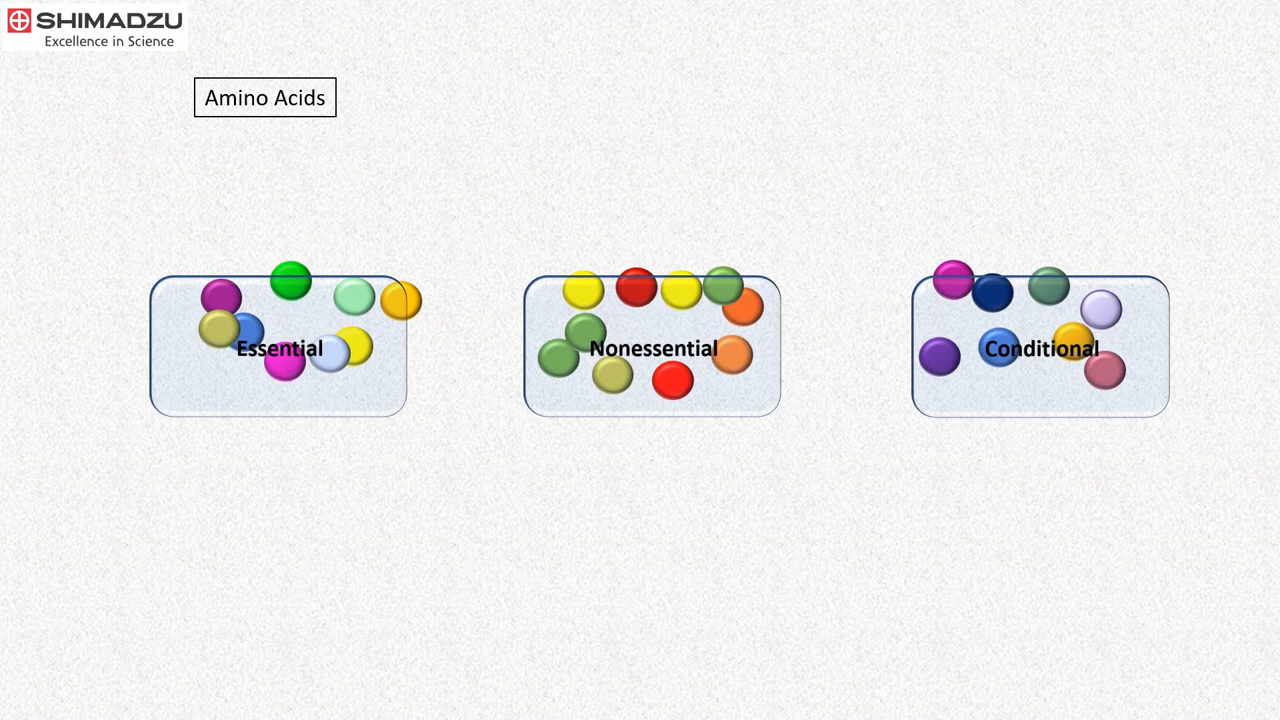 SHIMADZU
Excellence in Science
Amino Acids
Essential
Nonessential
Conditional